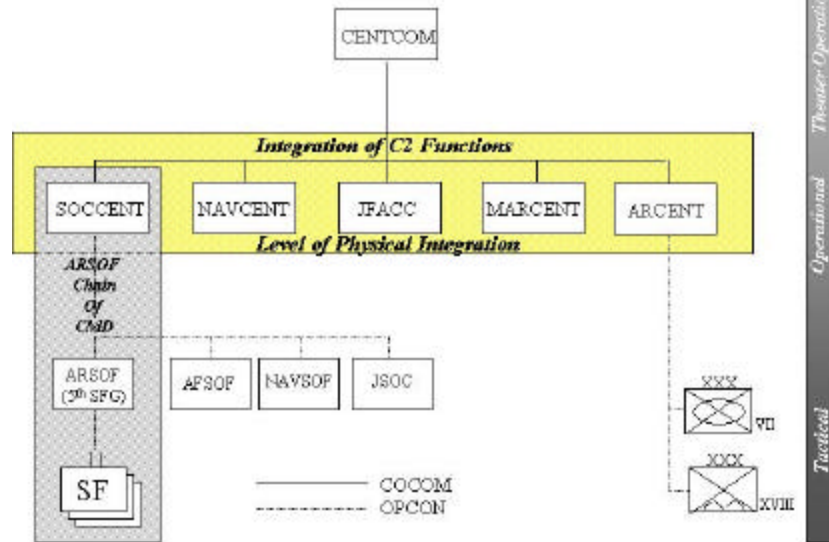 CENTCOM
Theater Operational
Integration of C2 Functions
SOCCENT
NAVCENT
JFACC
MARCENT
ARCENT
Operational
Level of Physical Integration
ARSOF
Chain
Of
CMD
ARSOF
(5th SFG)
AFSOF
NAVSOF
JSOC
XXX
VII
Tactical
XXX
XVIII
SF
COCOM
OPCON